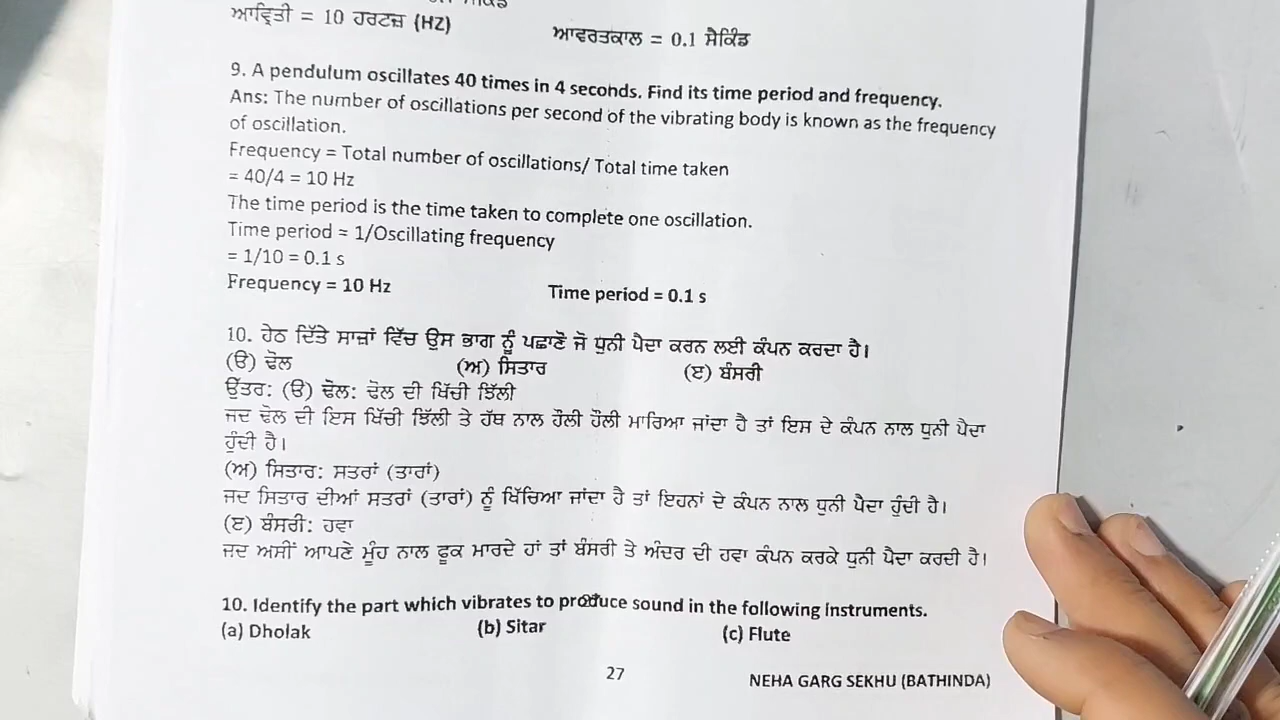 ਆਵ੍ਰਿਤੀ = 10 ਹਰਟਜ਼ (HZ) ਆਵਰਤਕਾਲ = 0.1 ਸੈਕਿੰਡ
9. A pendulum oscillates 40 times in 4 seconds. Find its time period and frequency.
Ans: The number of oscillations per second of the vibrating body is known as the frequency
of oscillation.
Frequency = Total number of oscillations/ Total time taken
= 40/4 = 10 Hz
The time period is the time taken to complete one oscillation.
Time period = 1/Oscillating frequency
= 1/10 = 0.1 s
Frequency = 10 Hz Time period = 0.1 s
10. ਹੇਠ ਦਿੱਤੇ ਸਾਜ਼ਾਂ ਵਿੱਚ ਉਸ ਭਾਗ ਨੂੰ ਪਛਾਣੋ ਜੋ ਧੁਨੀ ਪੈਦਾ ਕਰਨ ਲਈ ਕੰਪਨ ਕਰਦਾ ਹੈ।
(ੳ) ਢੋਲ (ਅ) ਸਿਤਾਰ (ੲ) ਬੰਸਰੀ
ਉੱਤਰ: (ੳ) ਢੋਲ: ਢੋਲ ਦੀ ਖਿੱਚੀ ਝਿੱਲੀ
ਜਦ ਢੋਲ ਦੀ ਇਸ ਖਿੱਚੀ ਝਿੱਲੀ ਤੇ ਹੱਥ ਨਾਲ ਹੌਲੀ ਹੌਲੀ ਮਾਰਿਆ ਜਾਂਦਾ ਹੈ ਤਾਂ ਇਸ ਦੇ ਕੰਪਨ ਨਾਲ ਧੁਨੀ ਪੈਦਾ
ਹੁੰਦੀ ਹੈ।
(ਅ) ਸਿਤਾਰ: ਸਤਰਾਂ (ਤਾਰਾਂ)
ਜਦ ਸਿਤਾਰ ਦੀਆਂ ਸਤਰਾਂ (ਤਾਰਾਂ) ਨੂੰ ਖਿੱਚਿਆ ਜਾਂਦਾ ਹੈ ਤਾਂ ਇਹਨਾਂ ਦੇ ਕੰਪਨ ਨਾਲ ਧੁਨੀ ਪੈਦਾ ਹੁੰਦੀ ਹੈ।
(ੲ) ਬੰਸਰੀ: ਹਵਾ
ਜਦ ਅਸੀਂ ਆਪਣੇ ਮੂੰਹ ਨਾਲ ਫੂਕ ਮਾਰਦੇ ਹਾਂ ਤਾਂ ਬੰਸਰੀ ਤੇ ਅੰਦਰ ਦੀ ਹਵਾ ਕੰਪਨ ਕਰਕੇ ਧੁਨੀ ਪੈਦਾ ਕਰਦੀ ਹੈ।
10. Identify the part which vibrates to produce sound in the following instruments.
(a) Dholak (b) Sitar (c) Flute
27 NEHA GARG SEKHU (BATHINDA)